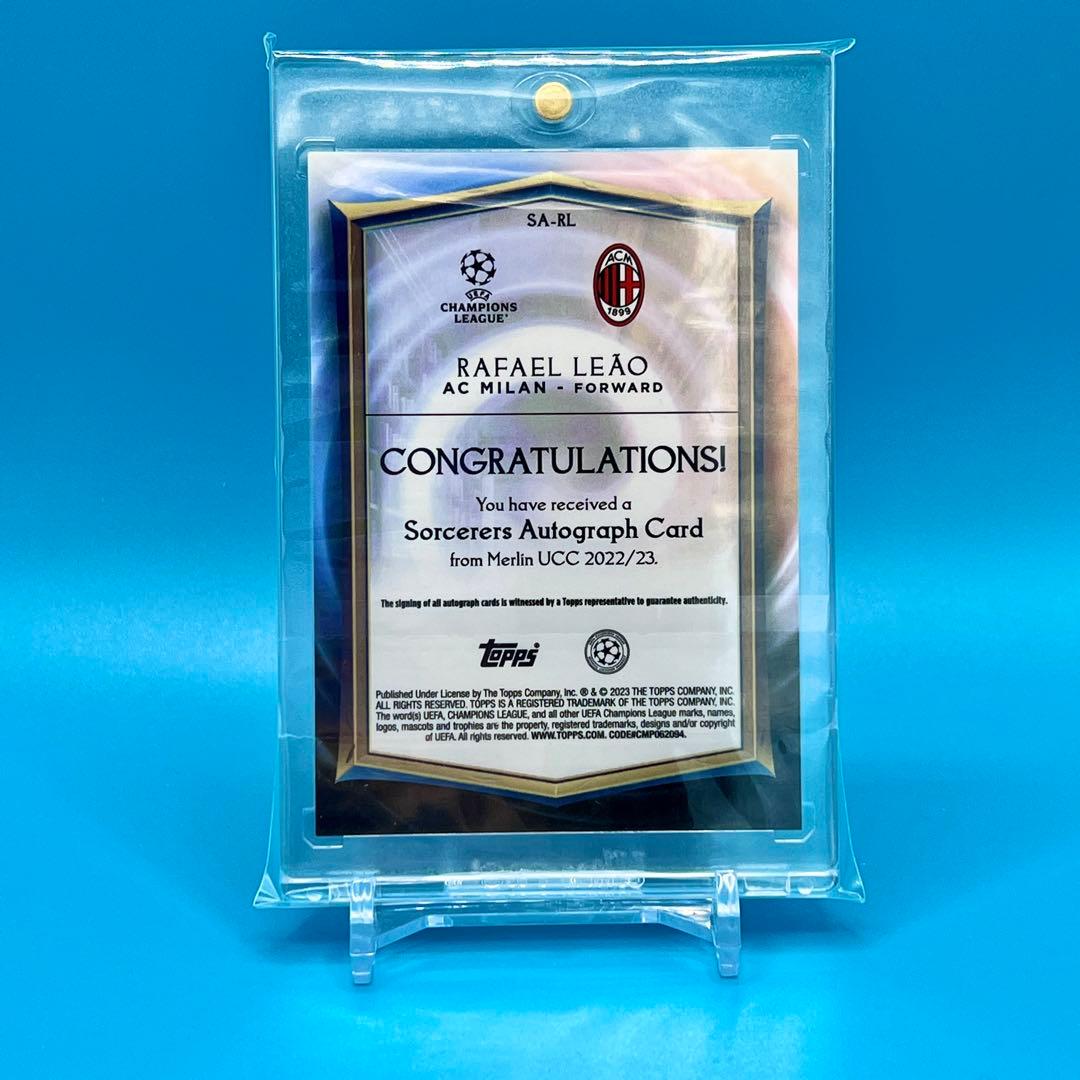 SA-RL
UEFA
CHAMPIONS
LEAGUE
ACM
1899
RAFAEL LEÃO
AC MILAN - FORWARD
CONGRATULATIONS!
You have received a
Sorcerers Autograph Card
from Merlin UCC 2022/23.
The signing of all autograph cards is witnessed by a Topps representative to guarantee authenticity.
topps®
Published Under License by The Topps Company, Inc. ® & © 2023 THE TOPPS COMPANY, INC.
ALL RIGHTS RESERVED. TOPPS IS A REGISTERED TRADEMARK OF THE TOPPS COMPANY, INC.
The word(s) UEFA, CHAMPIONS LEAGUE, and all other UEFA Champions League marks, names,
logos, mascots and trophies are the property, registered trademarks, designs and/or copyright
of UEFA. All rights reserved. WWW.TOPPS.COM. CODE#CMP062094.